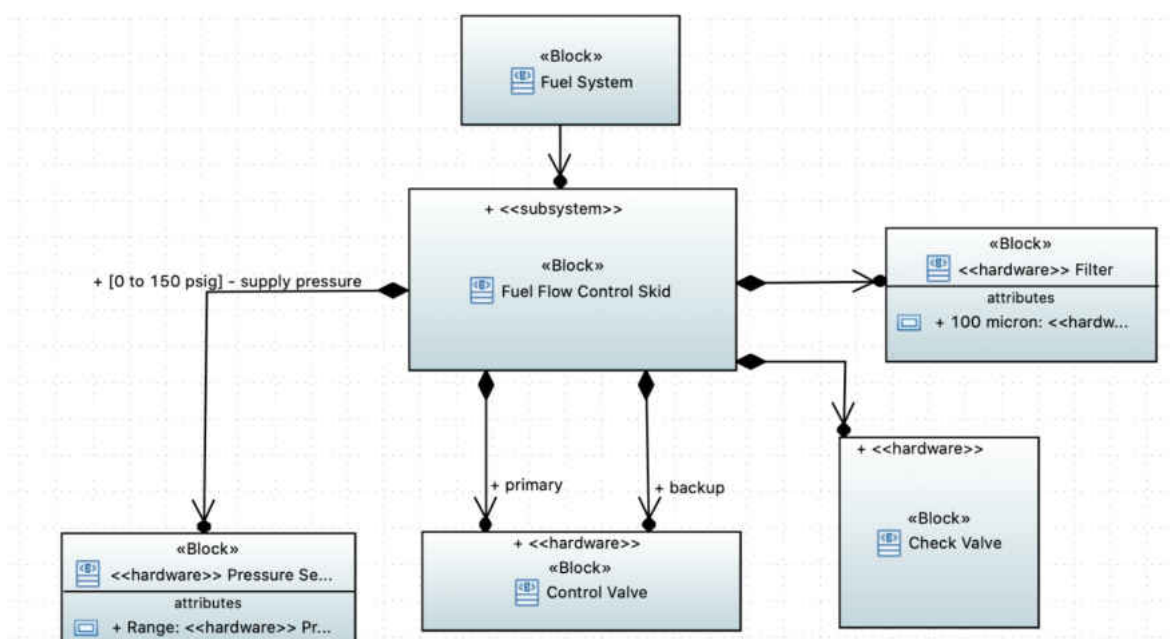 «Block»
Fuel System
+ <<subsystem>>
«Block»
Fuel Flow Control Skid
+ [0 to 150 psig] - supply pressure
«Block»
<<hardware>> Filter
attributes
+ 100 micron: <<hardw...
+ <<hardware>>
«Block»
Check Valve
+ primary
+ backup
+ <<hardware>>
«Block»
Control Valve
«Block»
<<hardware>> Pressure Se...
attributes
+ Range: <<hardware>> Pr...